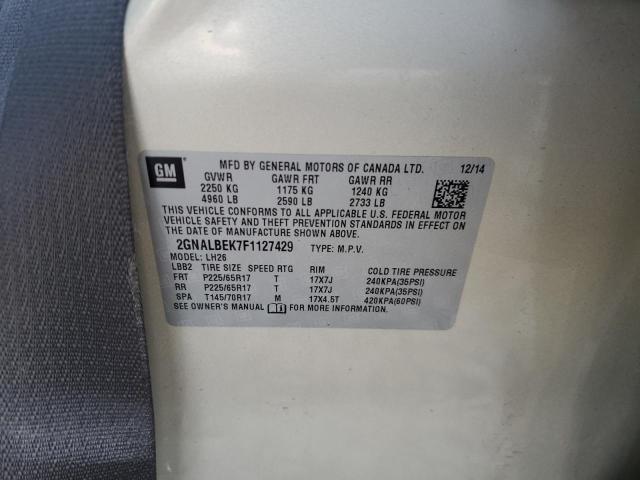 GM
MFD BY GENERAL MOTORS OF CANADA LTD. 12/14
GVWR GAWR FRT GAWR RR
2250 KG 1175 KG 1240 KG
4960 LB 2590 LB 2733 LB
THIS VEHICLE CONFORMS TO ALL APPLICABLE U.S. FEDERAL MOTOR
VEHICLE SAFETY AND THEFT PREVENTION STANDARDS IN EFFECT ON
THE DATE OF MANUFACTURE SHOWN ABOVE.
2GNALBEK7F1127429 TYPE: M.P.V.
MODEL: LH26
LBB2 TIRE SIZE SPEED RTG RIM COLD TIRE PRESSURE
FRT P225/65R17 T 17X7J 240KPA(35PSI)
RR P225/65R17 T 17X7J 240KPA(35PSI)
SPA T145/70R17 M 17X4.5T 420KPA(60PSI)
SEE OWNER'S MANUAL FOR MORE INFORMATION